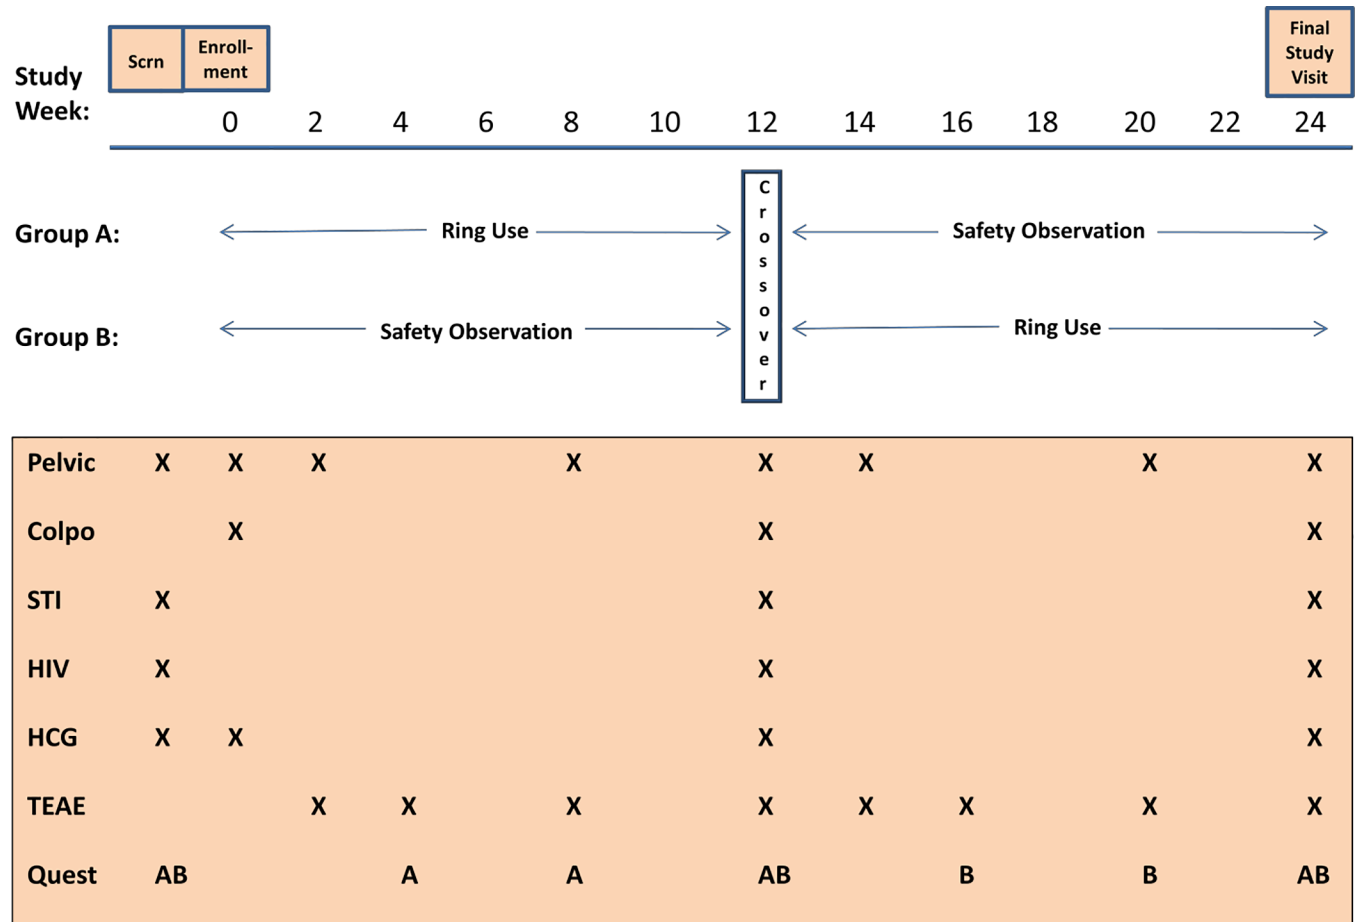 Scrn
Enroll-
ment
Final
Study
Visit
Study
Week:
0 2 4 6 8 10 12 14 16 18 20 22 24
Crossover
Group A: Ring Use Safety Observation
Group B: Safety Observation Ring Use
Pelvic X X X X X X X X
Colpo X X X
STI X X X
HIV X X X
HCG X X X X
TEAE X X X X X X X X
Quest AB A A AB B B AB